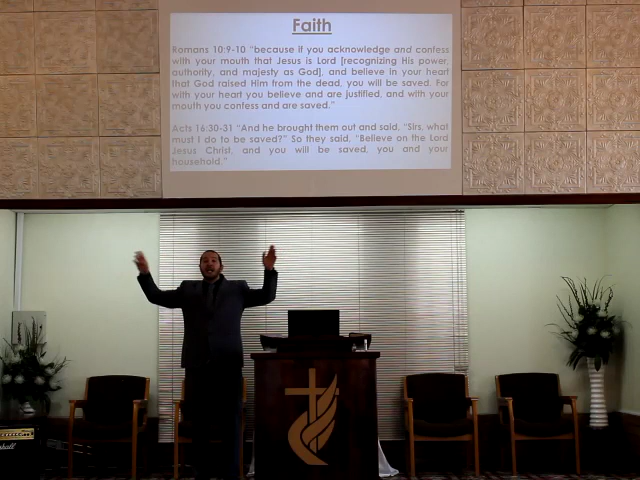 Faith
Romans 10:9-10 "because if you acknowledge and confess
with your mouth that Jesus is Lord [recognizing His power,
authority, and majesty as God], and believe in your heart
that God raised Him from the dead, you will be saved. For
with your heart you believe and are justified, and with your
mouth you confess and are saved."
Acts 16:30-31 "And he brought them out and said, "Sirs, what
must I do to be saved?" So they said, "Believe on the Lord
Jesus Christ, and you will be saved, you and your
household."
Marshall